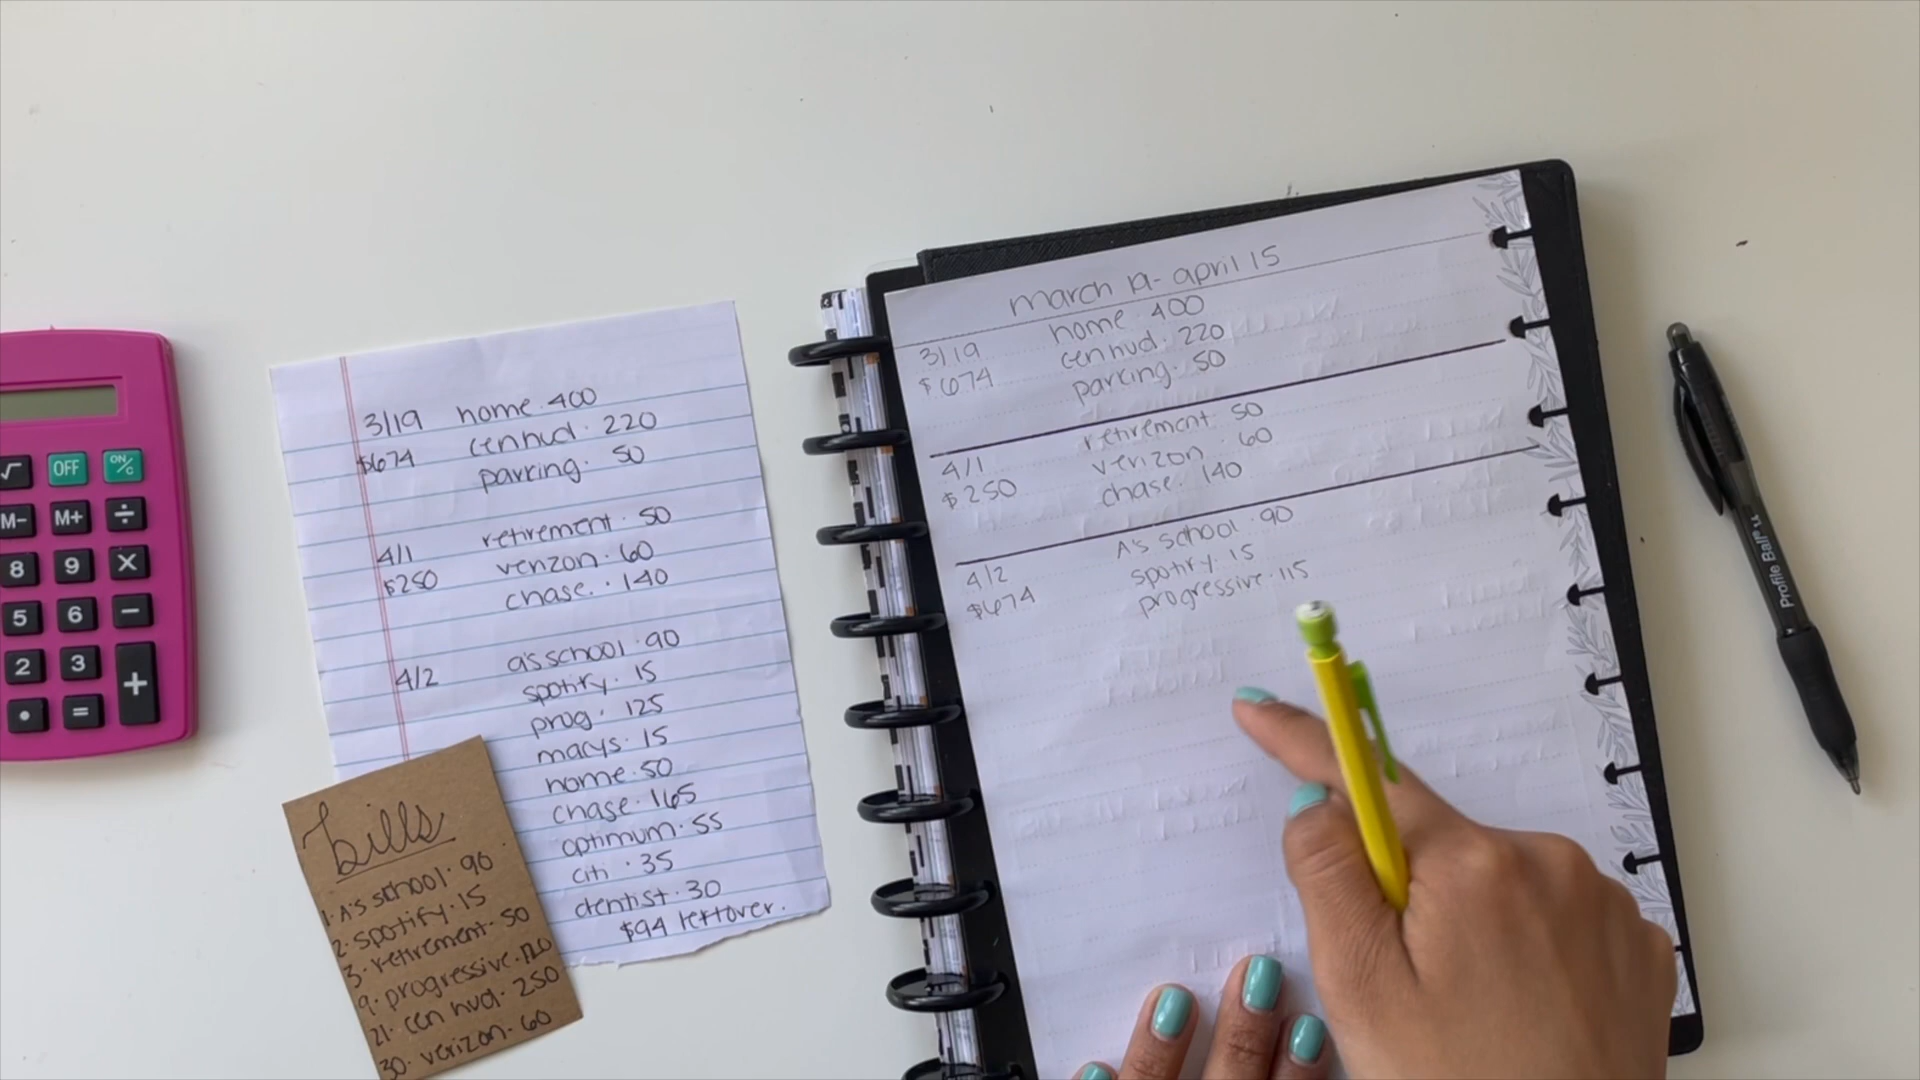 √
OFF
ON/C
M-
M+
÷
8
9
X
5
6
−
2
3
+
•
=
3/19 home · 400
$674 cenhud · 220
parking · 50
4/1 retirement · 50
$250 verizon · 60
chase · 140
4/2 a's school · 90
spotify · 15
prog · 125
macys · 15
home · 50
chase · 165
optimum · 55
citi · 35
dentist · 30
$94 leftover.
bills
1. A's school · 90
2. spotify · 15
3. retirement · 50
9. progressive · 120
21. cen hud · 250
30. verizon · 60
march 19 - april 15
3/19 home · 400
$674 cen hud · 220
parking · 50
4/1 retirement · 50
$250 verizon · 60
chase · 140
4/2 A's school · 90
$674 spotify · 15
progressive · 115
Profile Ball